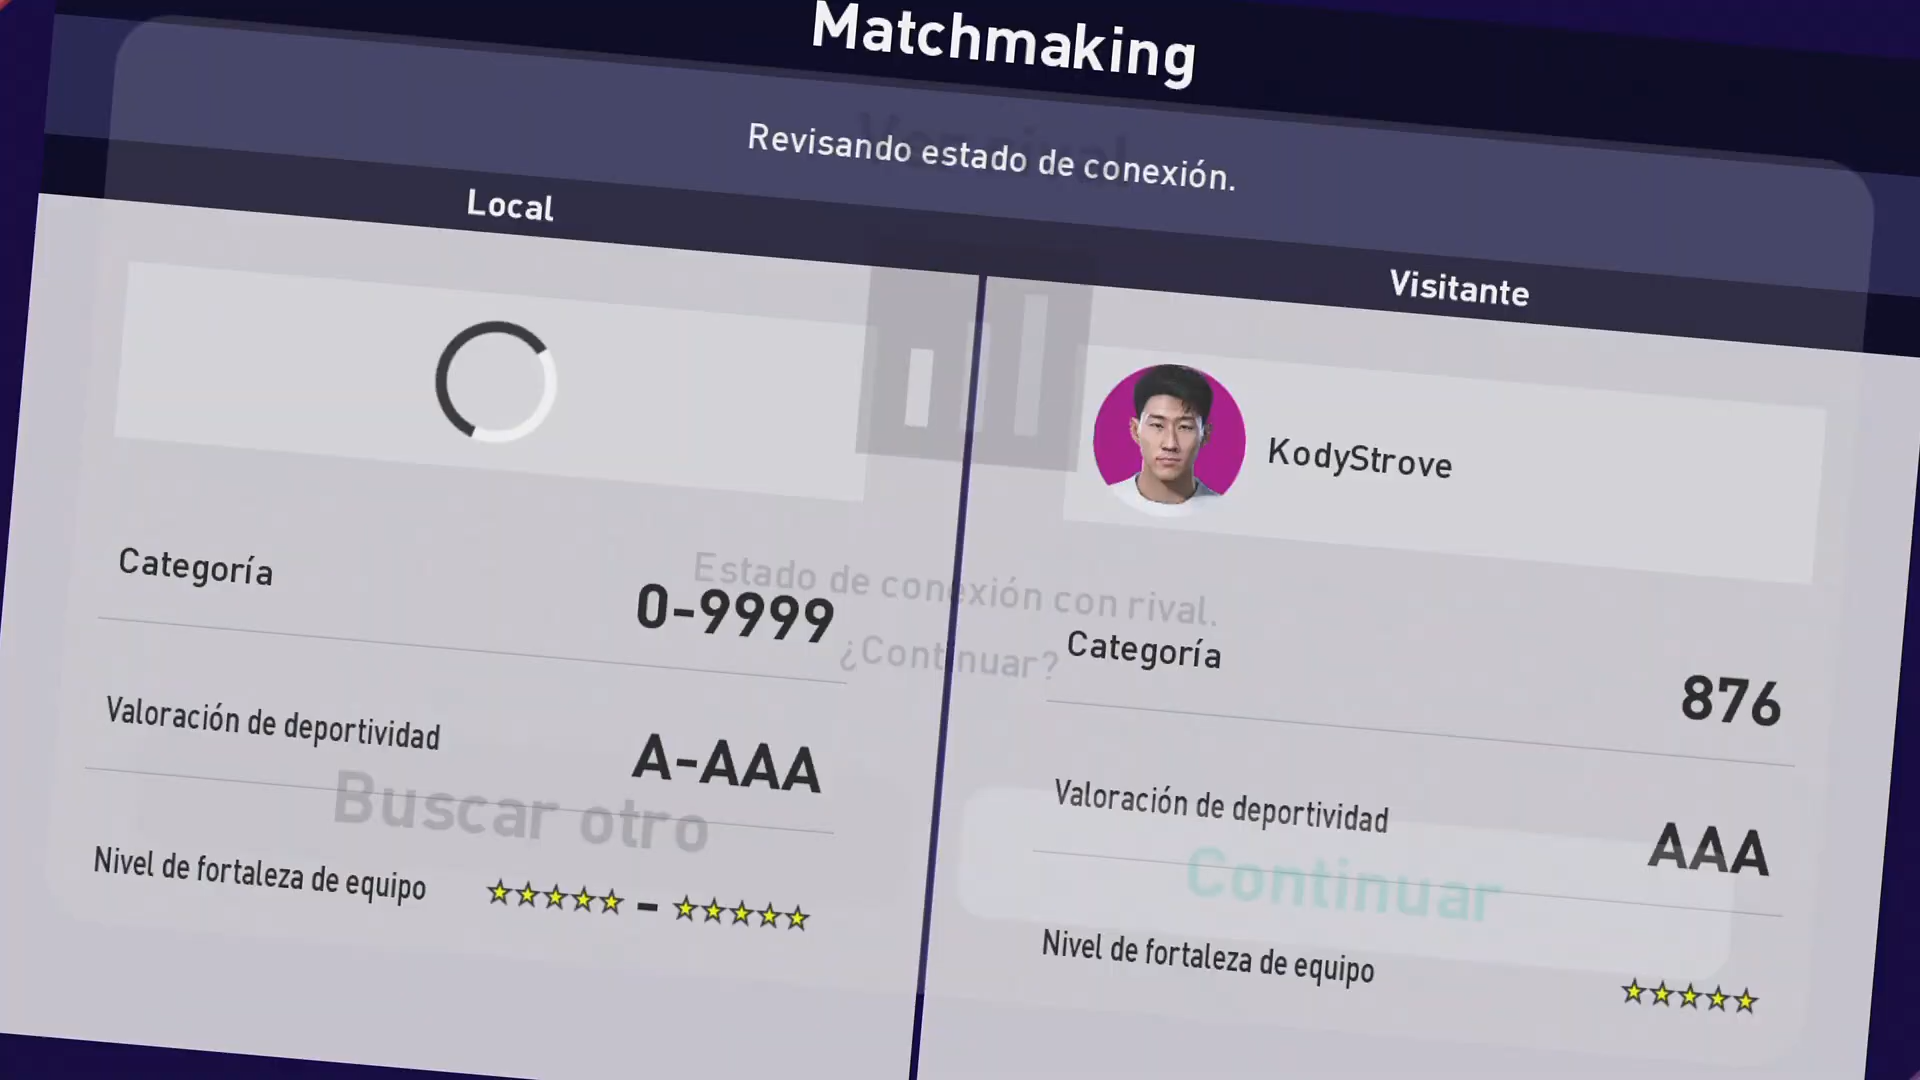 Matchmaking
Ver rival
Revisando estado de conexión.
Local
Visitante
KodyStrove
Categoría
0-9999
Valoración de deportividad
A-AAA
Nivel de fortaleza de equipo
-
Categoría
876
Valoración de deportividad
AAA
Nivel de fortaleza de equipo
Estado de conexión con rival.
¿Continuar?
Buscar otro
Continuar